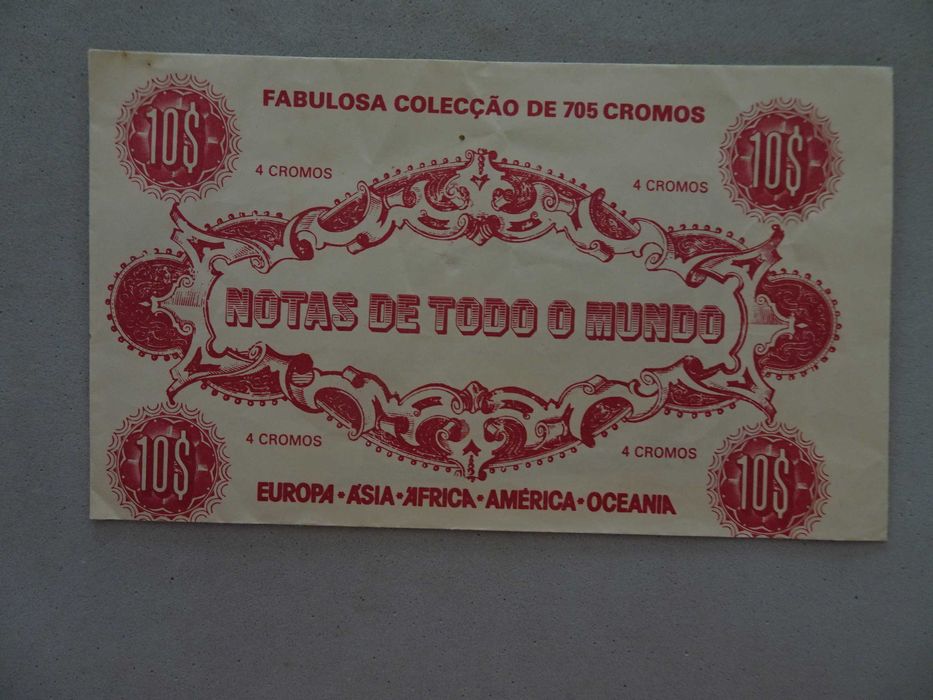 FABULOSA COLECÇÃO DE 705 CROMOS
10$ 10$
4 CROMOS 4 CROMOS
NOTAS DE TODO O MUNDO
4 CROMOS 4 CROMOS
10$ 10$
EUROPA * ÁSIA * ÁFRICA * AMÉRICA * OCEANIA